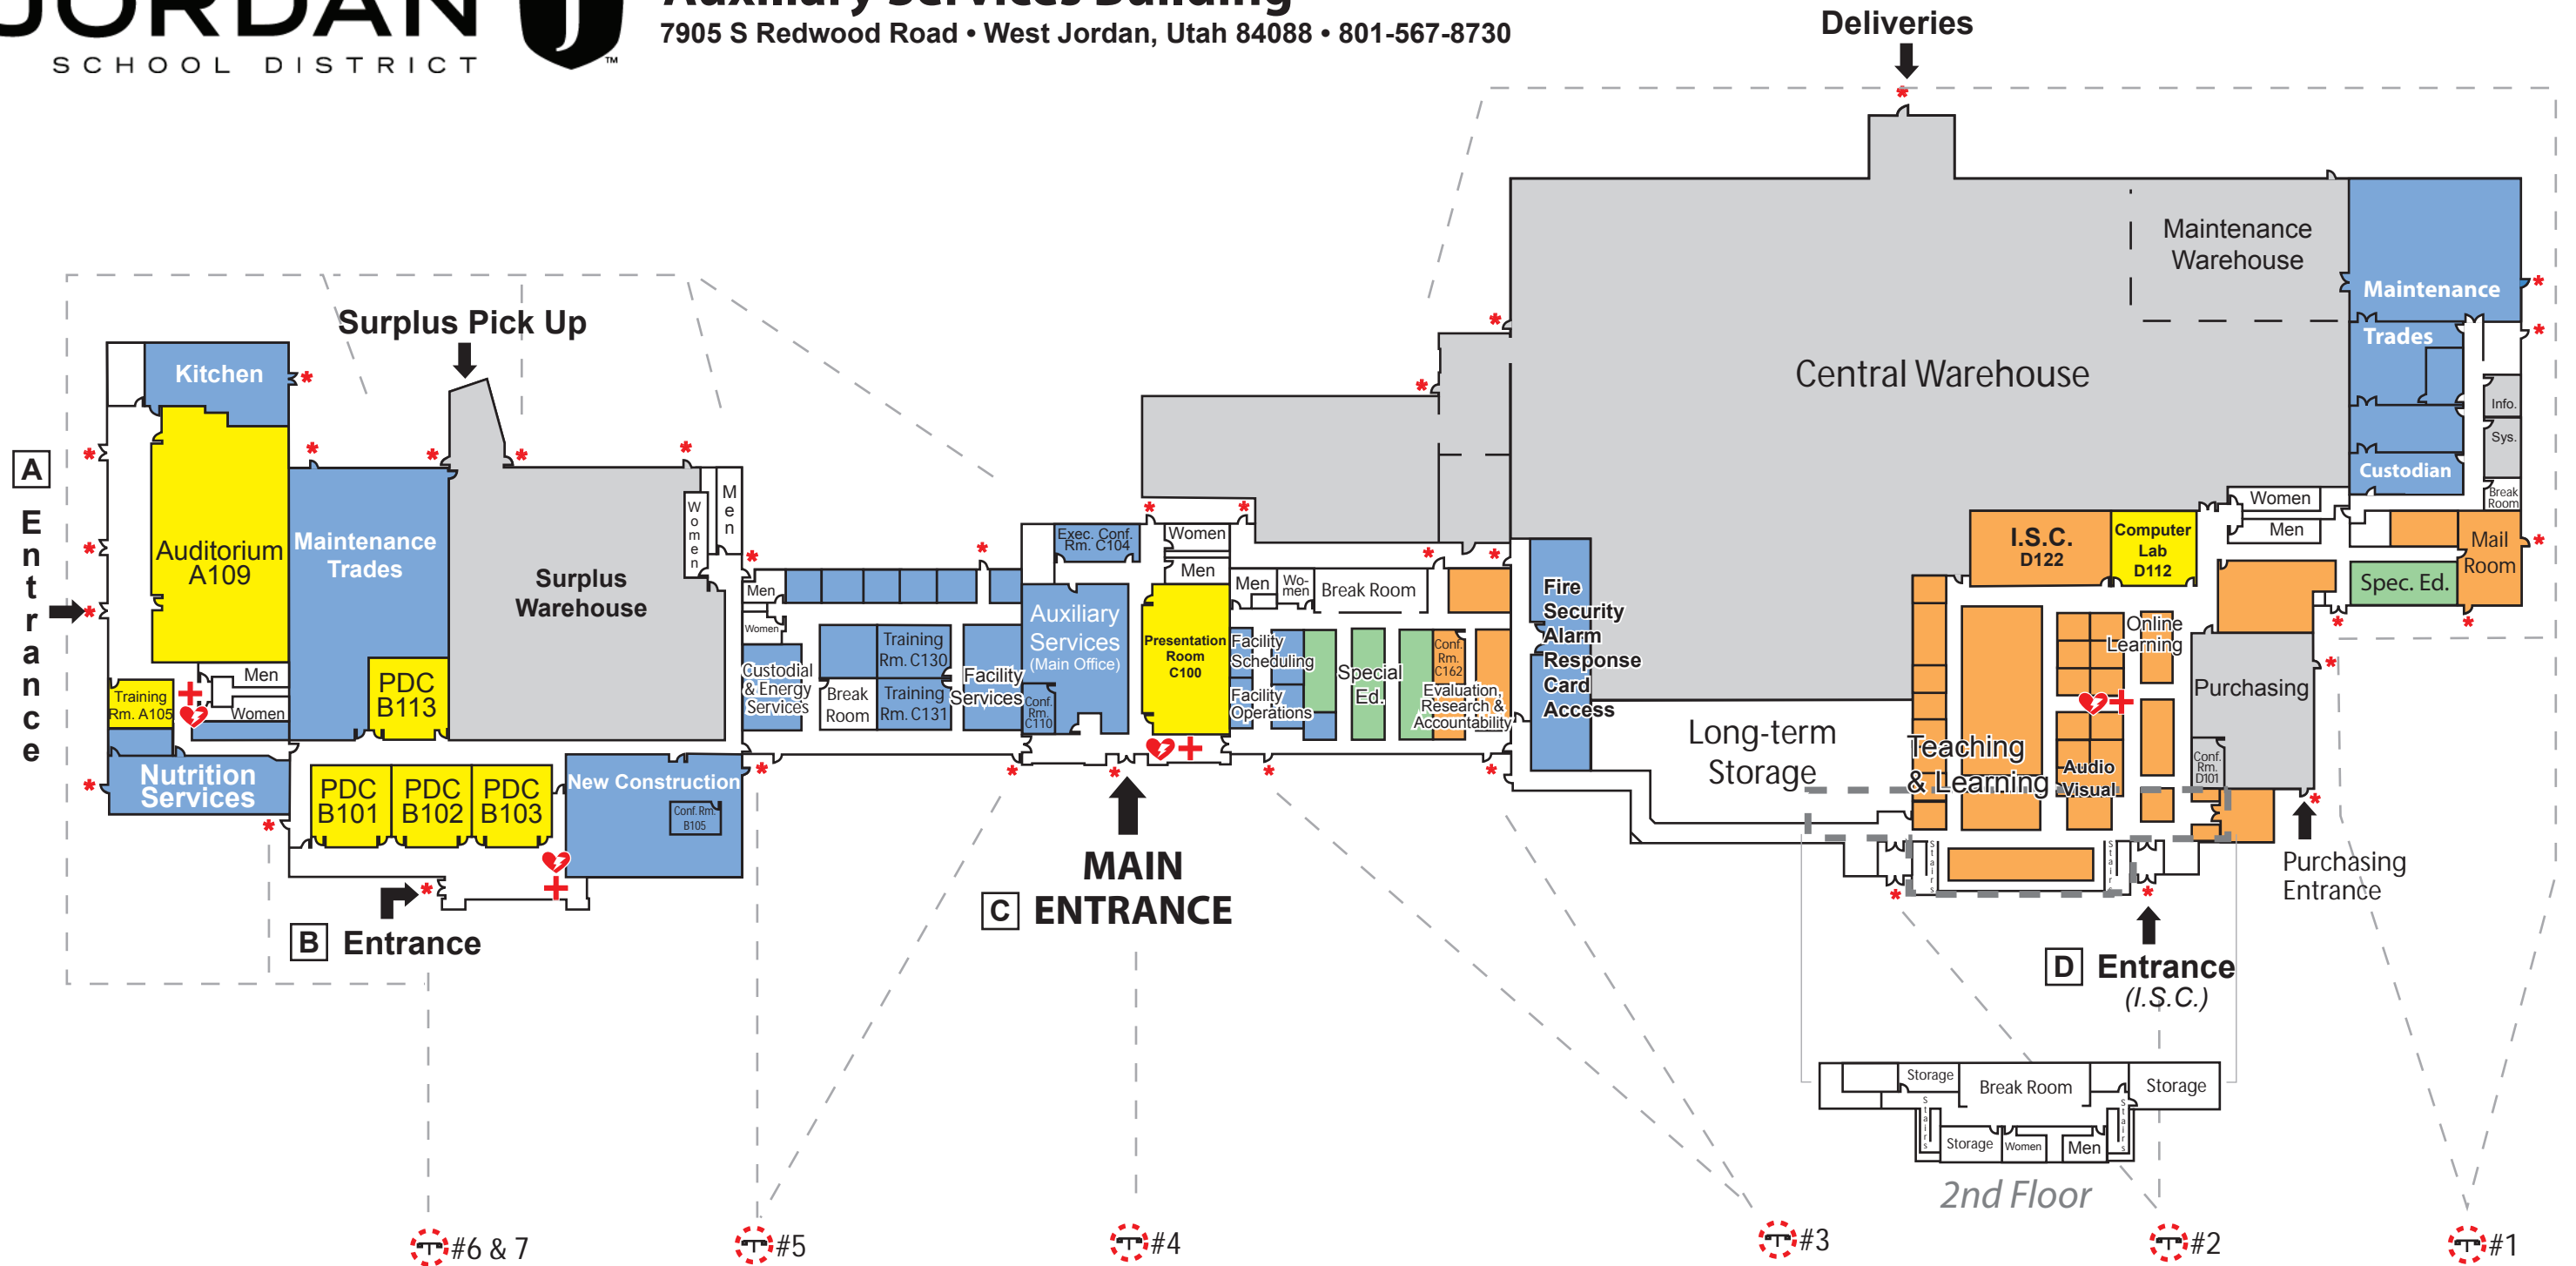 JORDAN
SCHOOL DISTRICT
J
™
Auxiliary Services Building
7905 S Redwood Road • West Jordan, Utah 84088 • 801-567-8730
Deliveries
Surplus Pick Up
A
Entrance
Kitchen
Auditorium
A109
Maintenance
Trades
Surplus
Warehouse
Women
Men
Men
Women
Training
Rm. A105
PDC
B113
Nutrition
Services
PDC
B101
PDC
B102
PDC
B103
New Construction
Conf. Rm.
B105
B Entrance
Men
Women
Custodial
& Energy
Services
Break
Room
Training
Rm. C130
Training
Rm. C131
Facility
Services
Exec. Conf.
Rm. C104
Auxiliary
Services
(Main Office)
Conf.
Rm.
C110
Women
Men
Presentation
Room
C100
MAIN
C ENTRANCE
Men
Wo-
men
Break Room
Facility
Scheduling
Facility
Operations
Special
Ed.
Conf.
Rm.
C162
Evaluation,
Research &
Accountability
Fire
Security
Alarm
Response
Card
Access
Central Warehouse
Maintenance
Warehouse
Maintenance
Trades
Custodian
Info.
Sys.
Break
Room
Women
Men
Mail
Room
Spec. Ed.
I.S.C.
D122
Computer
Lab
D112
Online
Learning
Purchasing
Long-term
Storage
Teaching
& Learning
Audio
Visual
Conf.
Rm.
D101
Stairs
Stairs
Purchasing
Entrance
D Entrance
(I.S.C.)
Storage
Break Room
Storage
Stairs
Stairs
Storage
Women
Men
2nd Floor
#6 & 7
#5
#4
#3
#2
#1